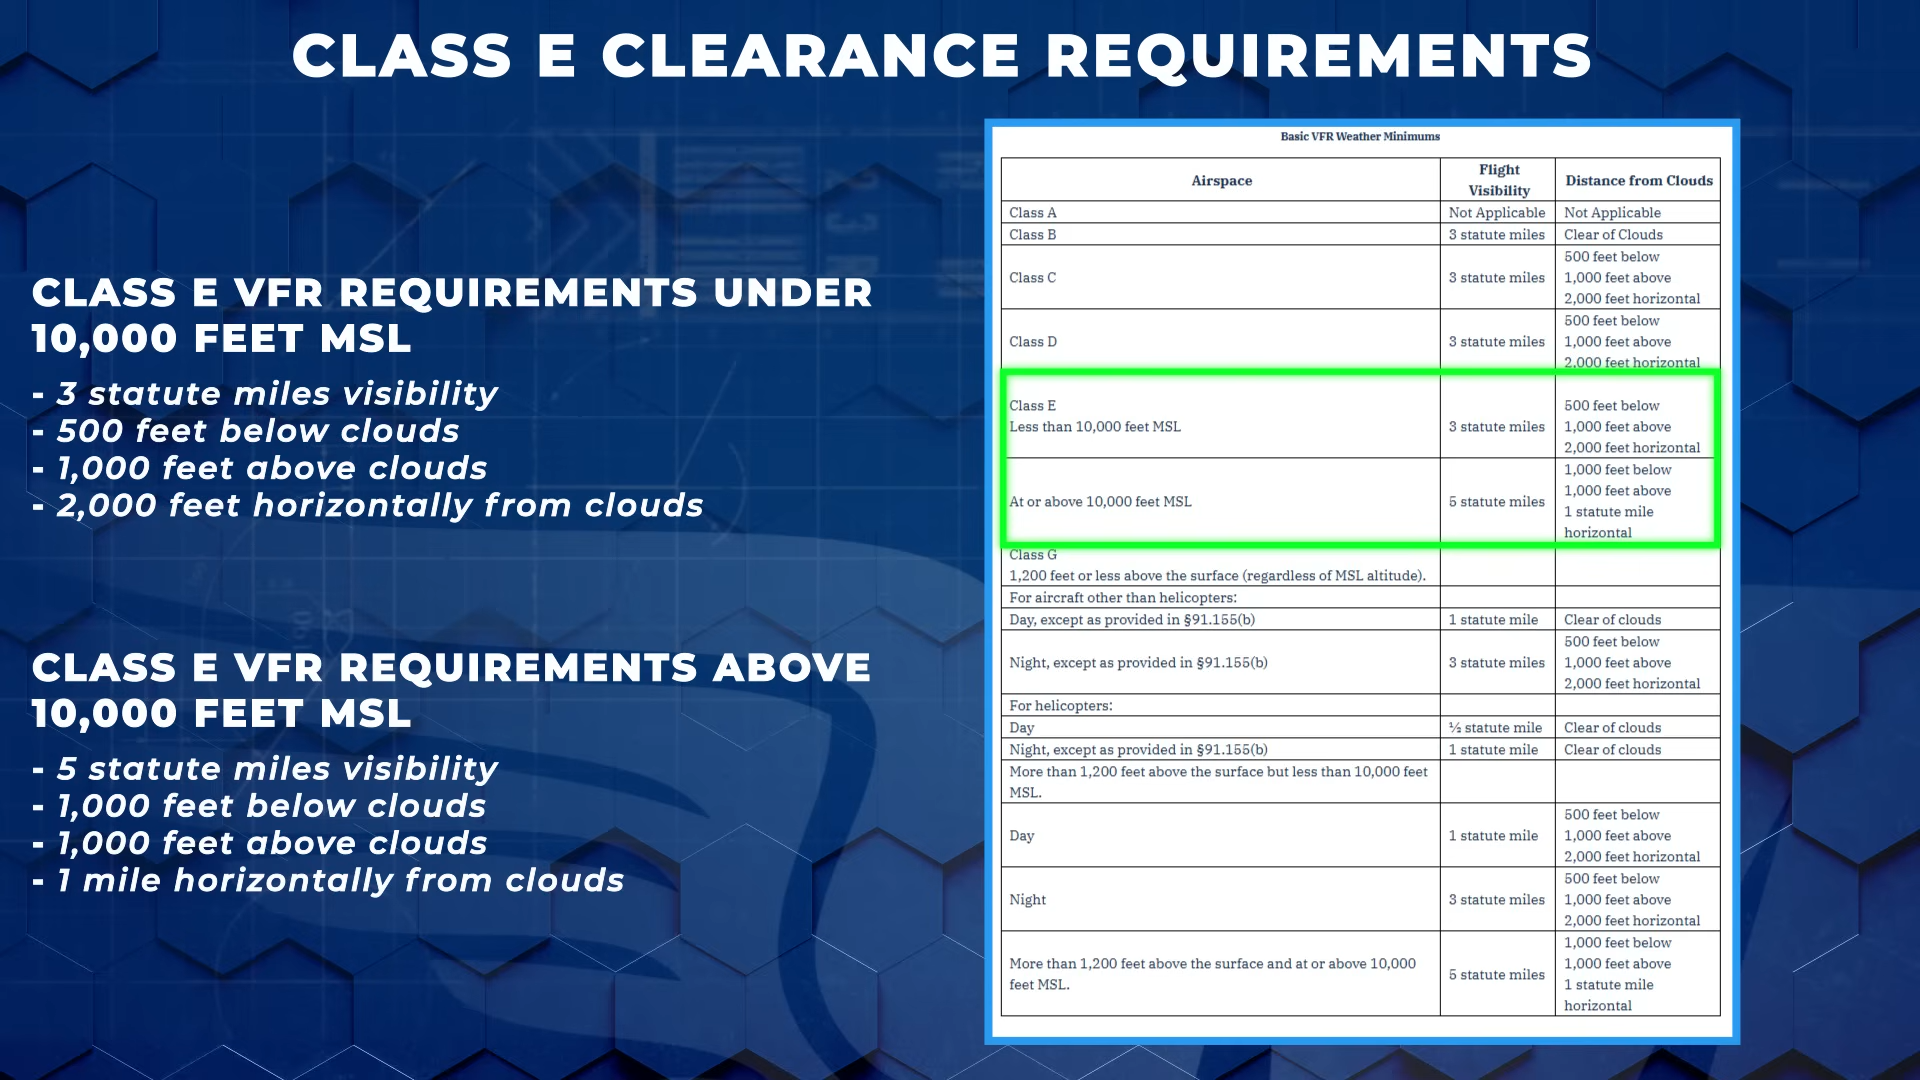 CLASS E CLEARANCE REQUIREMENTS
CLASS E VFR REQUIREMENTS UNDER
10,000 FEET MSL
- 3 statute miles visibility
- 500 feet below clouds
- 1,000 feet above clouds
- 2,000 feet horizontally from clouds
CLASS E VFR REQUIREMENTS ABOVE
10,000 FEET MSL
- 5 statute miles visibility
- 1,000 feet below clouds
- 1,000 feet above clouds
- 1 mile horizontally from clouds
Basic VFR Weather Minimums
Airspace
Flight
Visibility
Distance from Clouds
Class A
Not Applicable
Not Applicable
Class B
3 statute miles
Clear of Clouds
Class C
3 statute miles
500 feet below
1,000 feet above
2,000 feet horizontal
Class D
3 statute miles
500 feet below
1,000 feet above
2,000 feet horizontal
Class E
Less than 10,000 feet MSL
3 statute miles
500 feet below
1,000 feet above
2,000 feet horizontal
At or above 10,000 feet MSL
5 statute miles
1,000 feet below
1,000 feet above
1 statute mile
horizontal
Class G
1,200 feet or less above the surface (regardless of MSL altitude).
For aircraft other than helicopters:
Day, except as provided in §91.155(b)
1 statute mile
Clear of clouds
Night, except as provided in §91.155(b)
3 statute miles
500 feet below
1,000 feet above
2,000 feet horizontal
For helicopters:
Day
½ statute mile
Clear of clouds
Night, except as provided in §91.155(b)
1 statute mile
Clear of clouds
More than 1,200 feet above the surface but less than 10,000 feet
MSL.
Day
1 statute mile
500 feet below
1,000 feet above
2,000 feet horizontal
Night
3 statute miles
500 feet below
1,000 feet above
2,000 feet horizontal
More than 1,200 feet above the surface and at or above 10,000
feet MSL.
5 statute miles
1,000 feet below
1,000 feet above
1 statute mile
horizontal